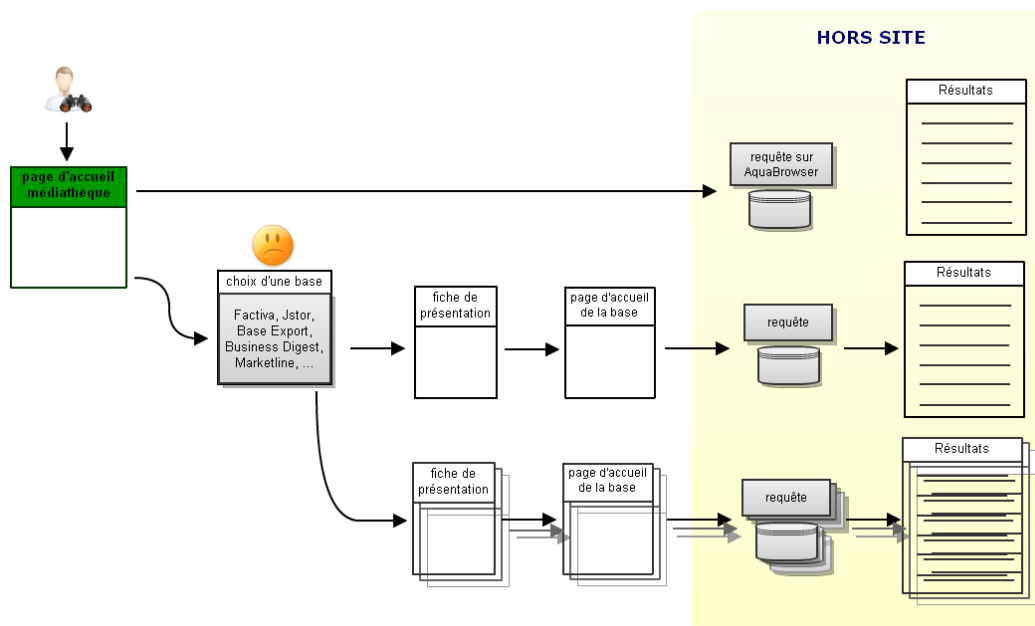 HORS SITE
Résultats
page d'accueil
médiathèque
requête sur
AquaBrowser
choix d'une base
Factiva, Jstor,
Base Export,
Business Digest,
Marketline, ...
fiche de
présentation
page d'accueil
de la base
requête
Résultats
fiche de
présentation
page d'accueil
de la base
requête
Résultats